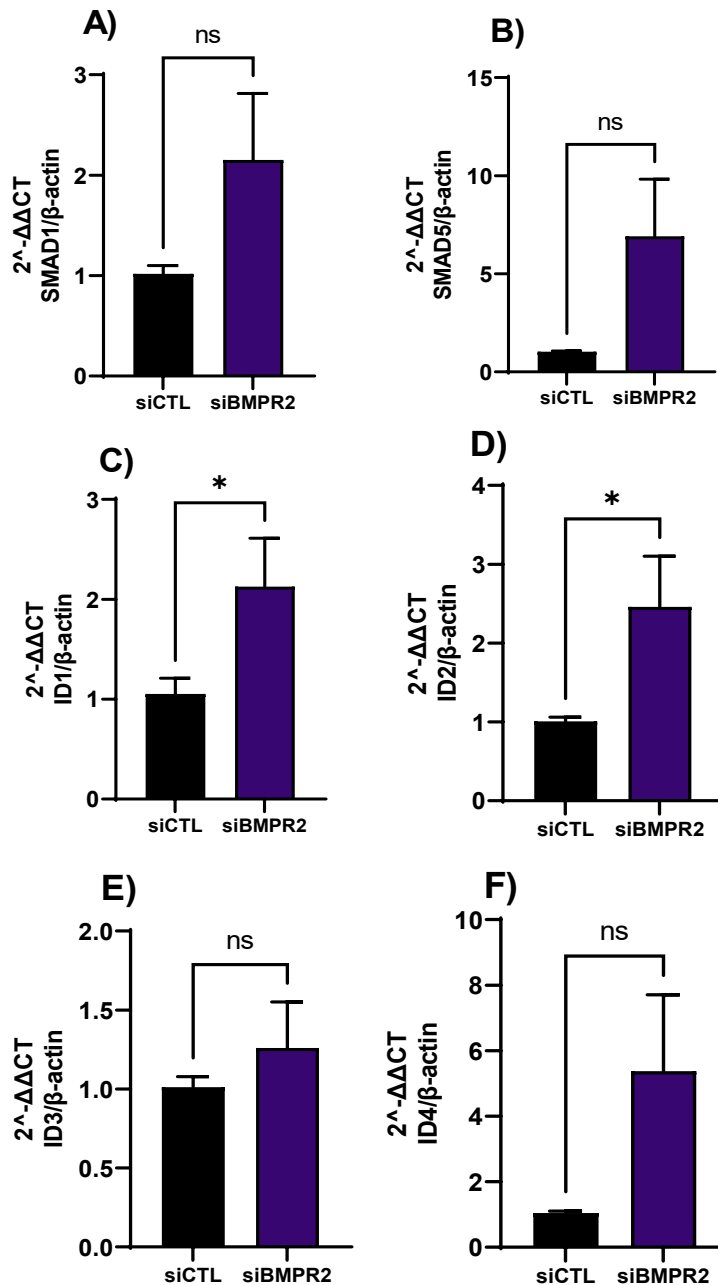 A)
ns
3
2
1
0
2^-ΔΔCT
SMAD1/β-actin
siCTL siBMPR2
B)
ns
15
10
5
0
2^-ΔΔCT
SMAD5/β-actin
siCTL siBMPR2
C)
*
3
2
1
0
2^-ΔΔCT
ID1/β-actin
siCTL siBMPR2
D)
*
4
3
2
1
0
2^-ΔΔCT
ID2/β-actin
siCTL siBMPR2
E)
ns
2.0
1.5
1.0
0.5
0.0
2^-ΔΔCT
ID3/β-actin
siCTL siBMPR2
F)
ns
10
8
6
4
2
0
2^-ΔΔCT
ID4/β-actin
siCTL siBMPR2